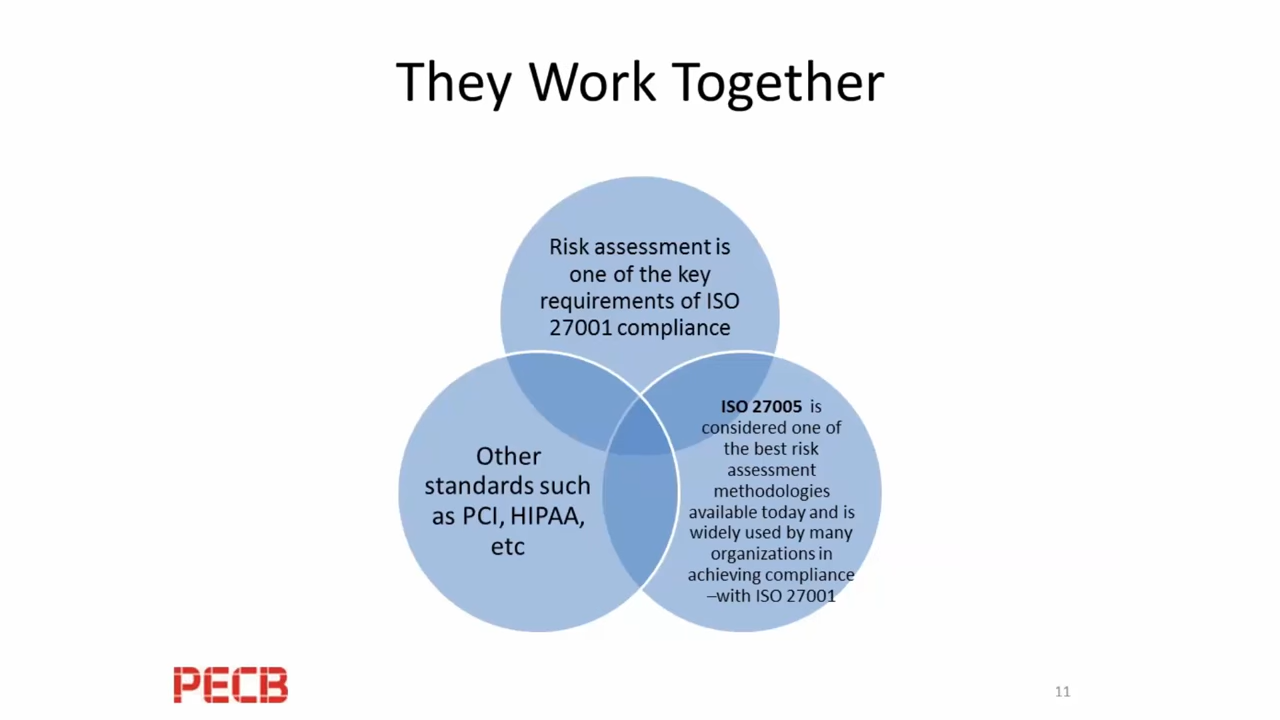 They Work Together
Risk assessment is
one of the key
requirements of ISO
27001 compliance
Other
standards such
as PCI, HIPAA,
etc
ISO 27005 is
considered one of
the best risk
assessment
methodologies
available today and is
widely used by many
organizations in
achieving compliance
–with ISO 27001
PECB
11